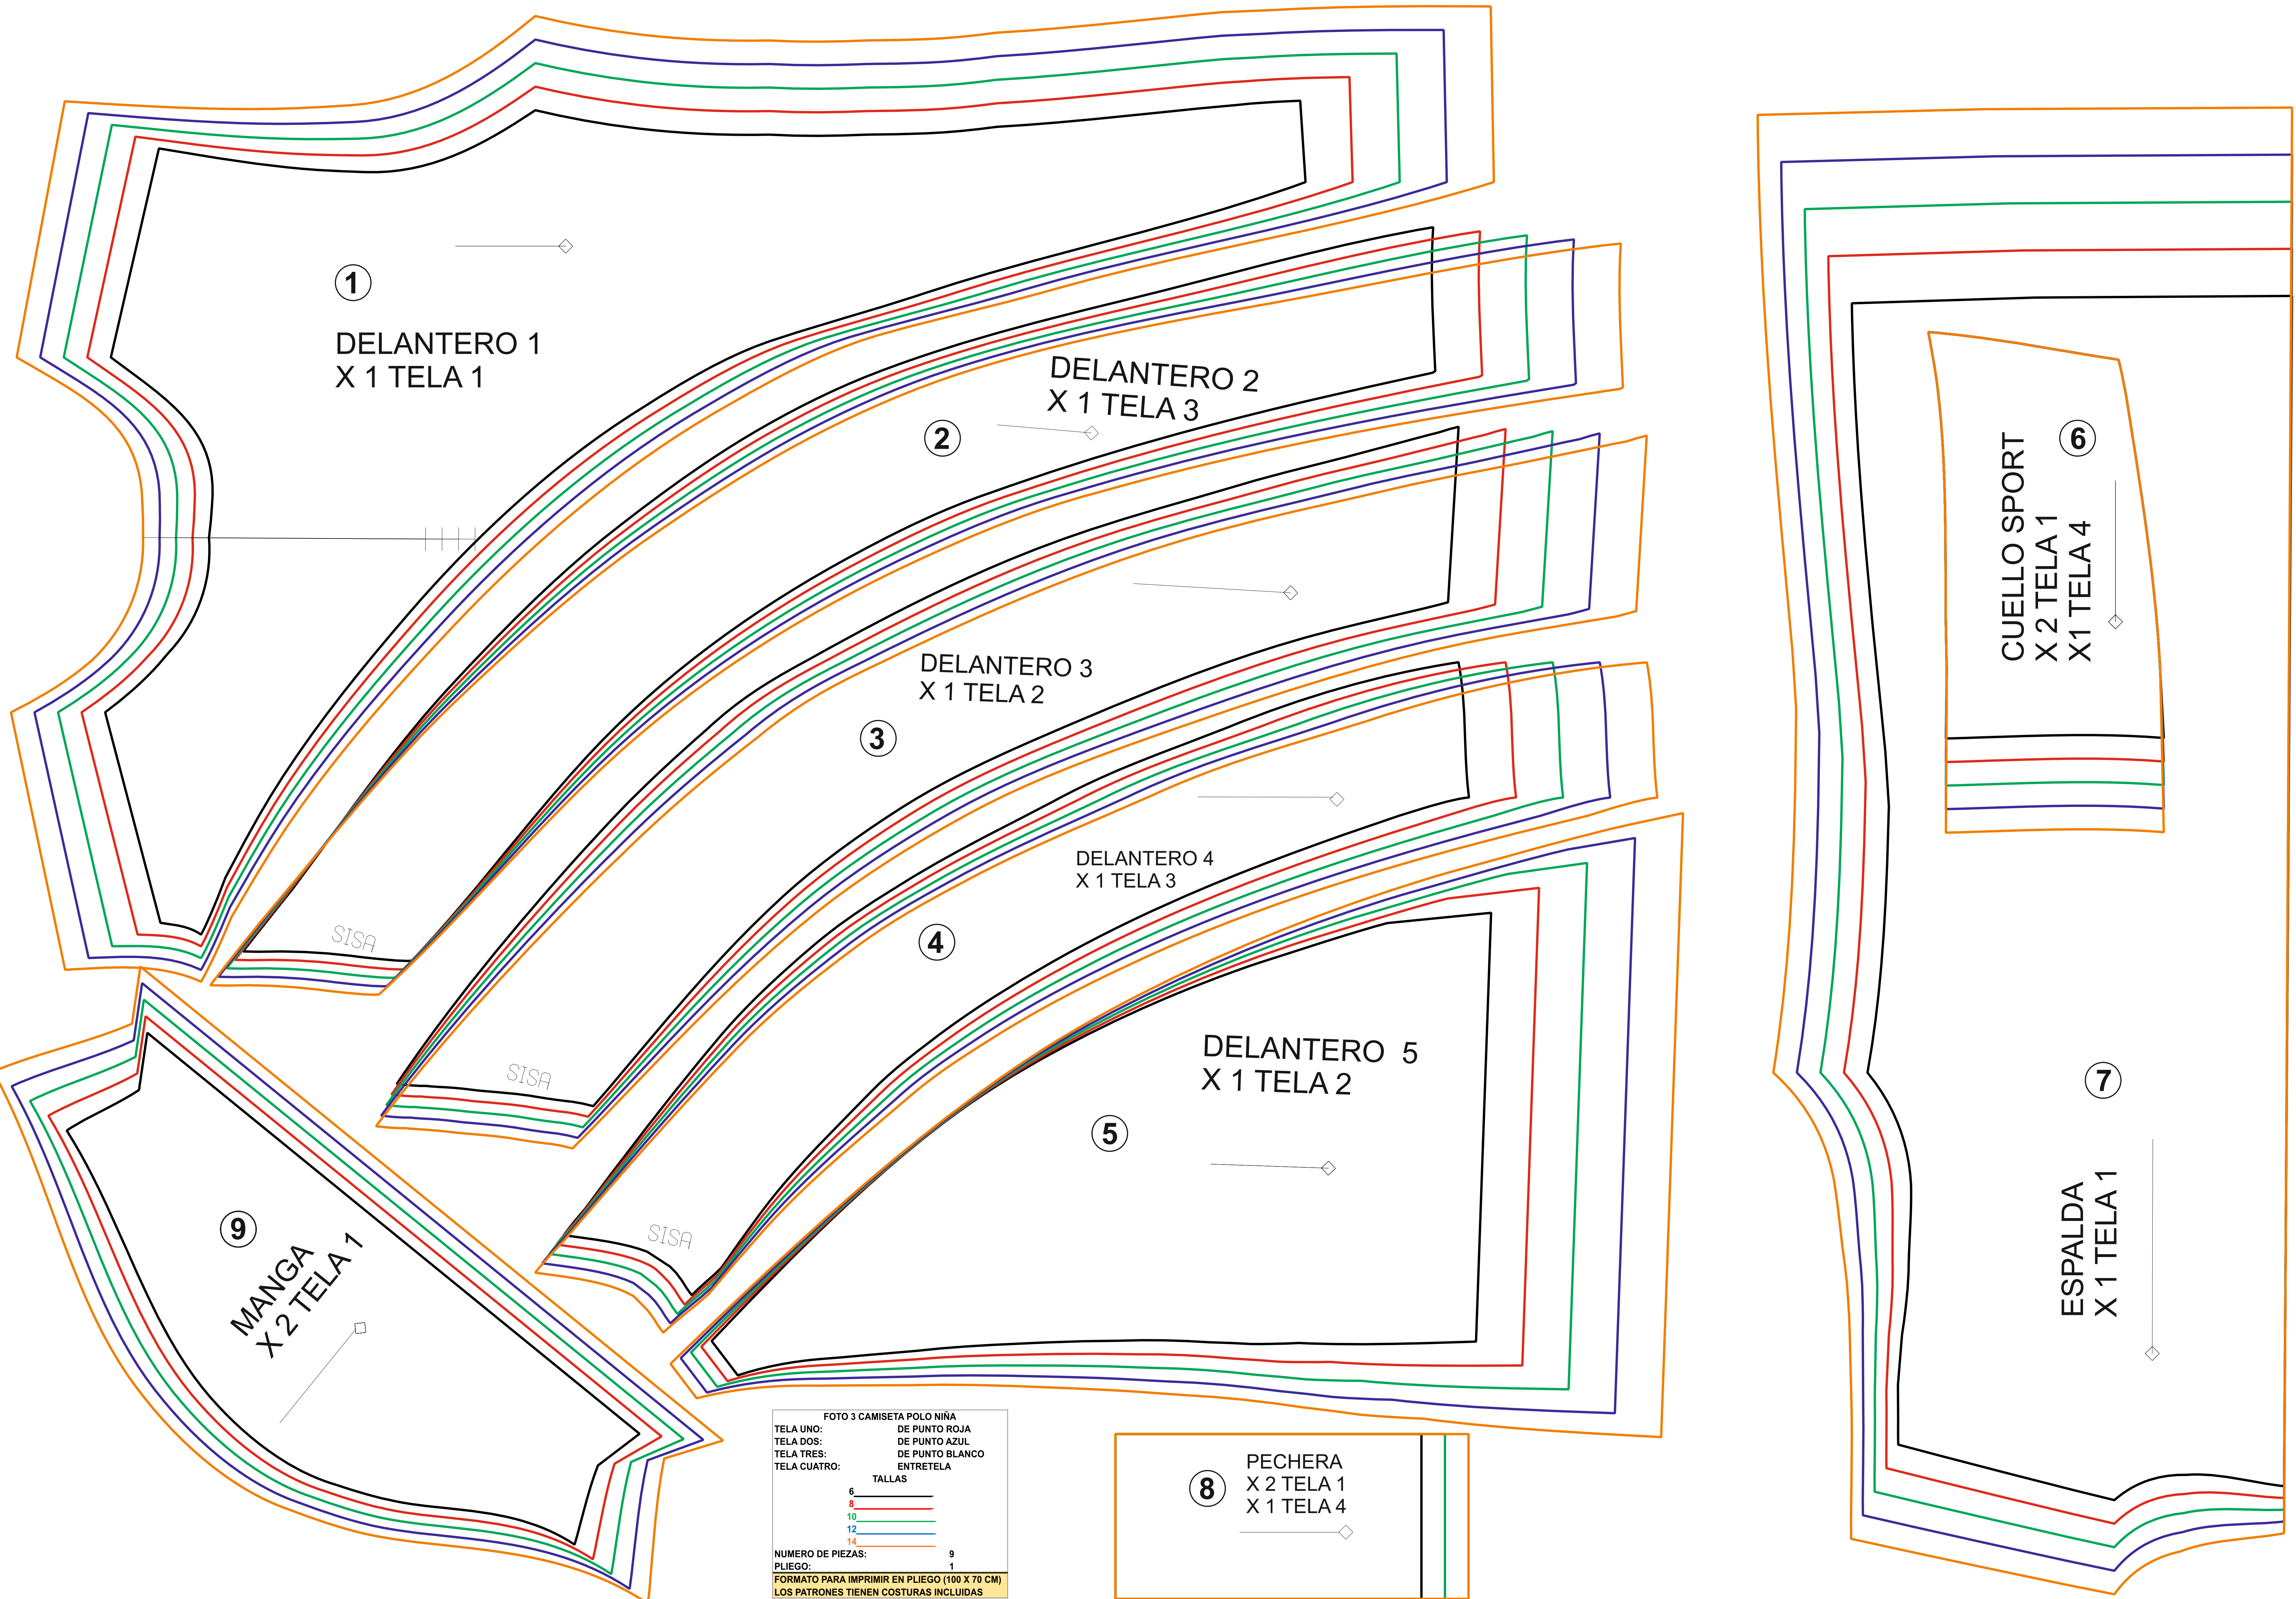 1
DELANTERO 1
X 1 TELA 1
DELANTERO 2
X 1 TELA 3
2
DELANTERO 3
X 1 TELA 2
3
DELANTERO 4
X 1 TELA 3
4
SISA
SISA
SISA
DELANTERO 5
X 1 TELA 2
5
6
CUELLO SPORT
X 2 TELA 1
X1 TELA 4
7
ESPALDA
X 1 TELA 1
9
MANGA
X 2 TELA 1
FOTO 3 CAMISETA POLO NIÑA
TELA UNO: DE PUNTO ROJA
TELA DOS: DE PUNTO AZUL
TELA TRES: DE PUNTO BLANCO
TELA CUATRO: ENTRETELA
TALLAS
6
8
10
12
14
NUMERO DE PIEZAS: 9
PLIEGO: 1
FORMATO PARA IMPRIMIR EN PLIEGO (100 X 70 CM)
LOS PATRONES TIENEN COSTURAS INCLUIDAS
8
PECHERA
X 2 TELA 1
X 1 TELA 4